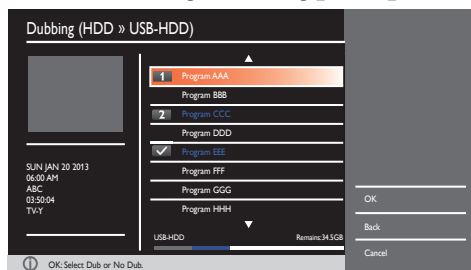 Dubbing (HDD » USB-HDD)
1 Program AAA
Program BBB
2 Program CCC
Program DDD
Program EEE
Program FFF
Program GGG
Program HHH
SUN JAN 20 2013
06:00 AM
ABC
03:50:04
TV-Y
USB-HDD Remains:34.5GB
OK
Back
Cancel
OK: Select Dub or No Dub.